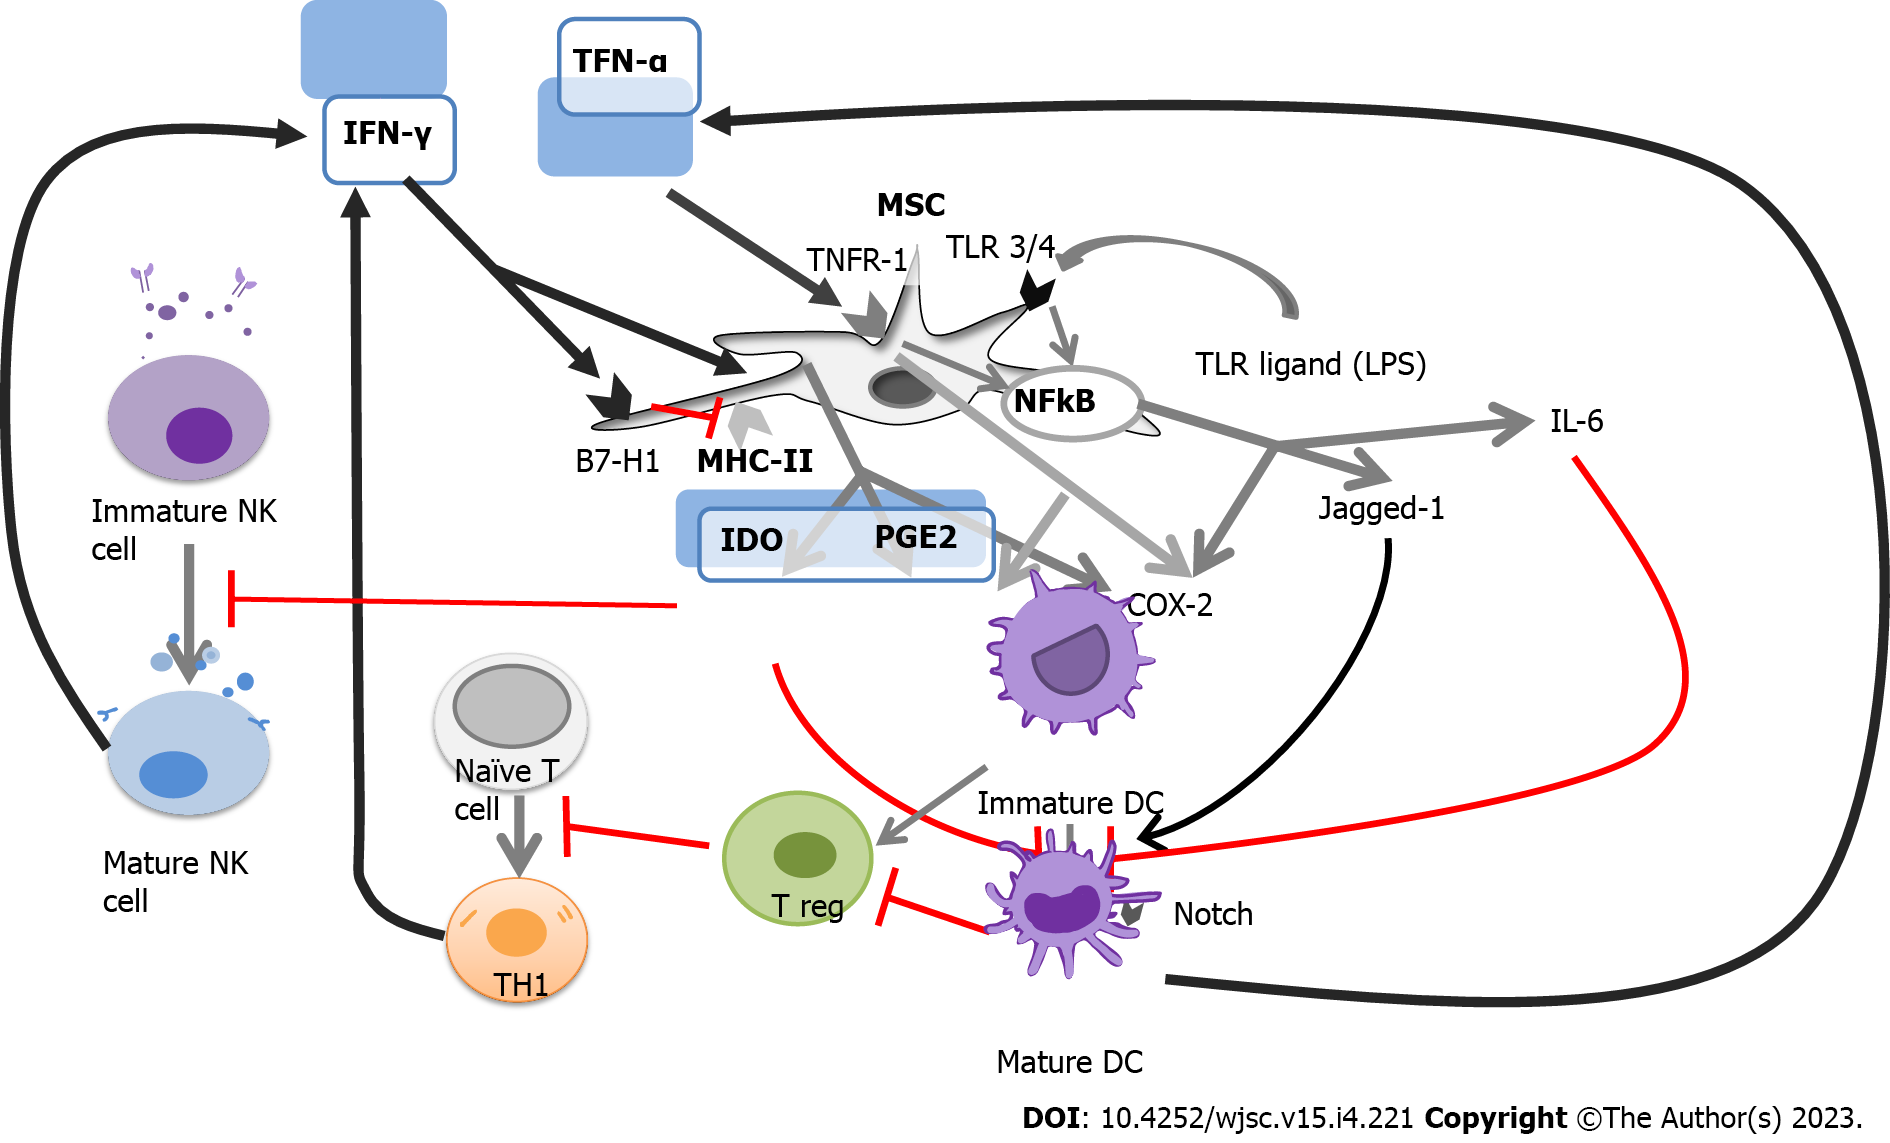 TFN-α
IFN-γ
MSC
TNFR-1
TLR 3/4
TLR ligand (LPS)
NFkB
IL-6
B7-H1
MHC-II
Jagged-1
Immature NK
cell
IDO
PGE2
COX-2
Naïve T
cell
Immature DC
Mature NK
cell
T reg
Notch
TH1
Mature DC
DOI: 10.4252/wjsc.v15.i4.221 Copyright ©The Author(s) 2023.